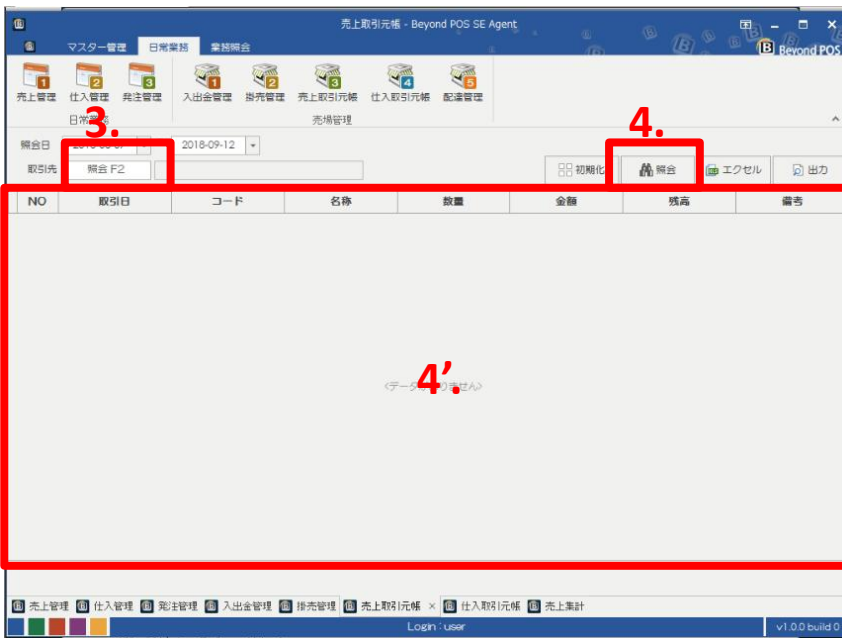 売上取引元帳 - Beyond POS SE Agent
マスター管理 日常業務 業務照会
Beyond POS
売上管理 仕入管理 発注管理 入出金管理 掛売管理 売上取引元帳 仕入取引元帳 配達管理
日常業務 売場管理
3. 4.
照会日 2018-09-12
取引先 照会 F2 初期化 照会 エクセル 出力
NO 取引日 コード 名称 数量 金額 残高 備考
4'.
売上管理 仕入管理 発注管理 入出金管理 掛売管理 売上取引元帳 × 仕入取引元帳 売上集計
Login : user v1.0.0 build 0